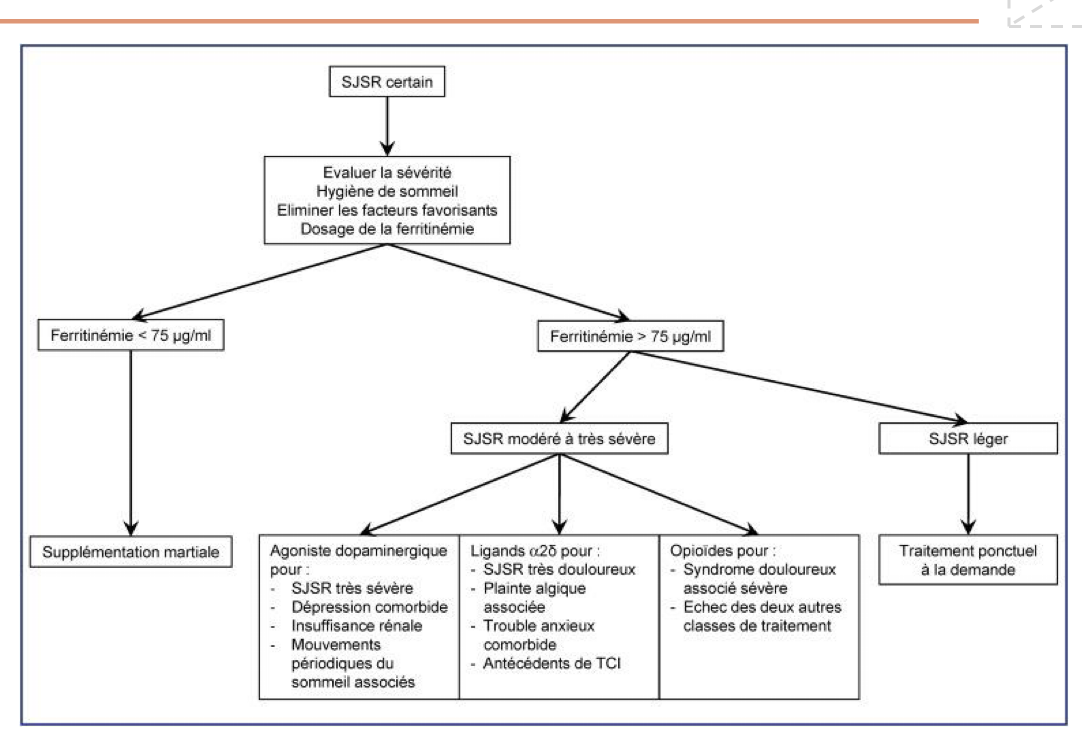 SJSR certain
Evaluer la sévérité
Hygiène de sommeil
Eliminer les facteurs favorisants
Dosage de la ferritinémie
Ferritinémie < 75 µg/ml
Ferritinémie > 75 µg/ml
SJSR modéré à très sévère
SJSR léger
Supplémentation martiale
Agoniste dopaminergique
pour :
- SJSR très sévère
- Dépression comorbide
- Insuffisance rénale
- Mouvements
périodiques du
sommeil associés
Ligands α2δ pour :
- SJSR très douloureux
- Plainte algique
associée
- Trouble anxieux
comorbide
- Antécédents de TCI
Opioïdes pour :
- Syndrome douloureux
associé sévère
- Echec des deux autres
classes de traitement
Traitement ponctuel
à la demande